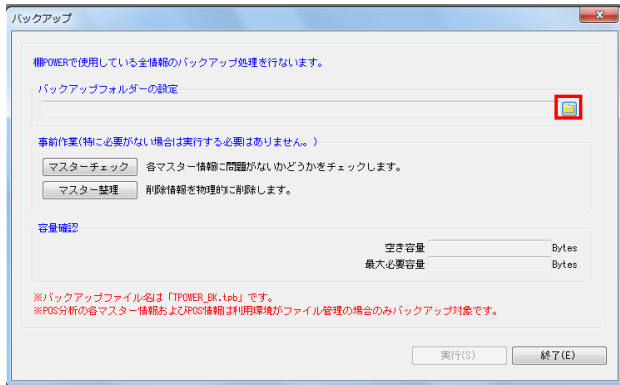 バックアップ
棚POWERで使用している全情報のバックアップ処理を行ないます。
バックアップフォルダーの設定
事前作業(特に必要がない場合は実行する必要はありません。)
マスターチェック 各マスター情報に問題がないかどうかをチェックします。
マスター整理 削除情報を物理的に削除します。
容量確認
空き容量 Bytes
最大必要容量 Bytes
※バックアップファイル名は「TPOWER_BK.tpb」です。
※POS分析の各マスター情報およびPOS情報は利用環境がファイル管理の場合のみバックアップ対象です。
実行(S) 終了(E)